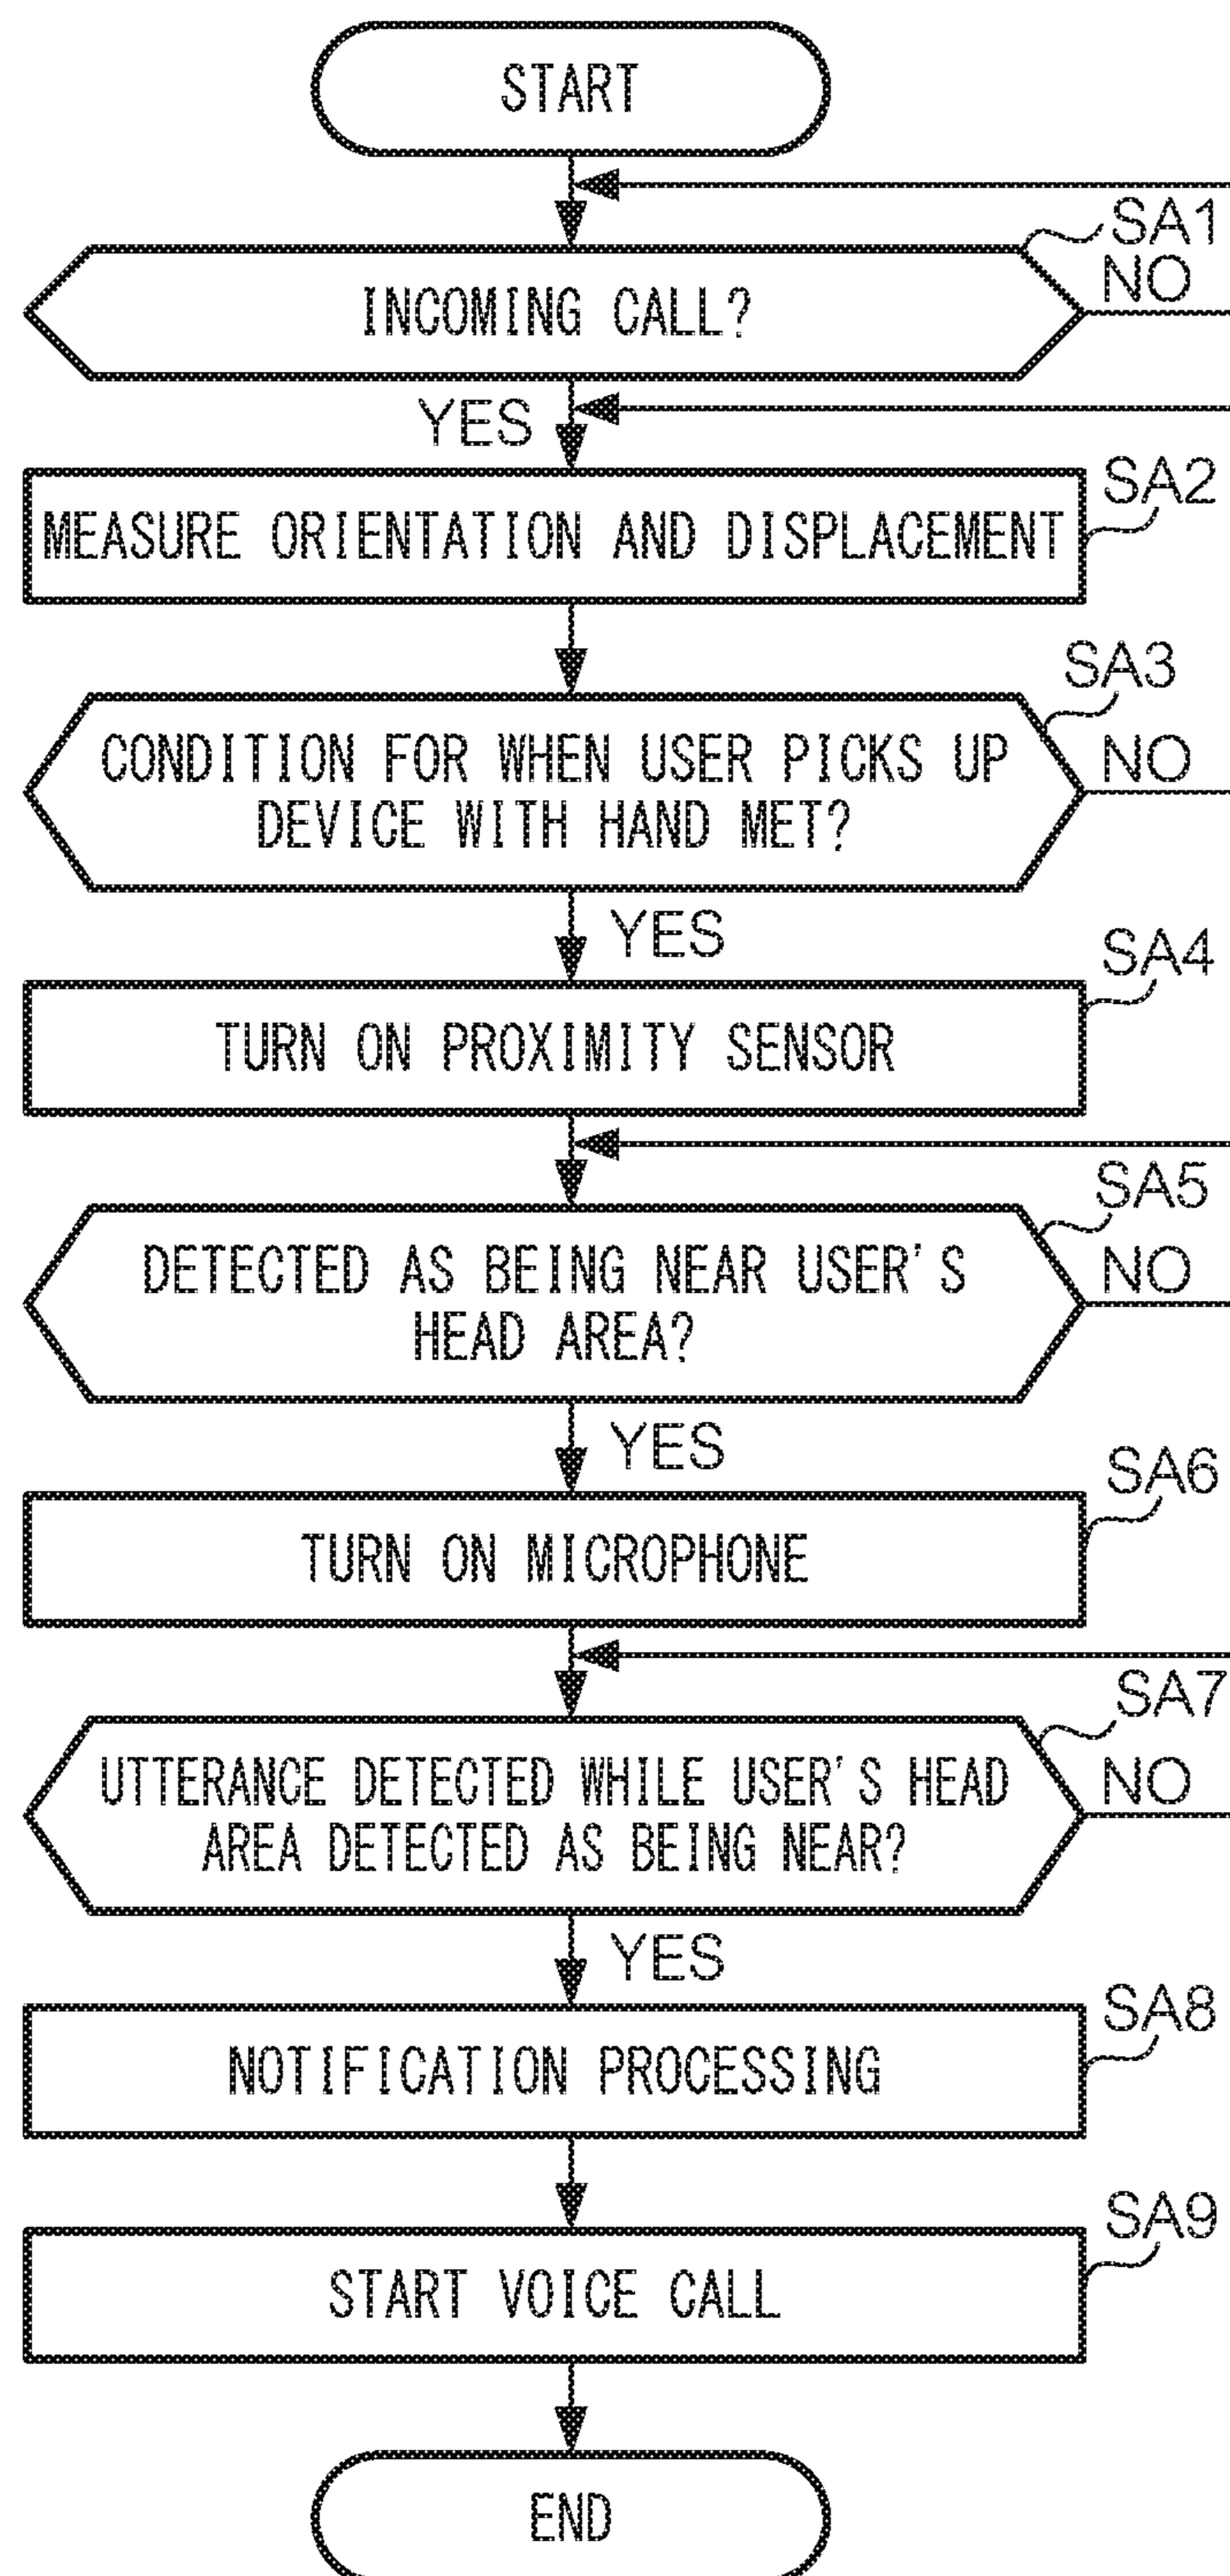 START
SA1
INCOMING CALL?
NO
YES
SA2
MEASURE ORIENTATION AND DISPLACEMENT
SA3
CONDITION FOR WHEN USER PICKS UP
DEVICE WITH HAND MET?
NO
YES
SA4
TURN ON PROXIMITY SENSOR
SA5
DETECTED AS BEING NEAR USER'S
HEAD AREA?
NO
YES
SA6
TURN ON MICROPHONE
SA7
UTTERANCE DETECTED WHILE USER'S HEAD
AREA DETECTED AS BEING NEAR?
NO
YES
SA8
NOTIFICATION PROCESSING
SA9
START VOICE CALL
END